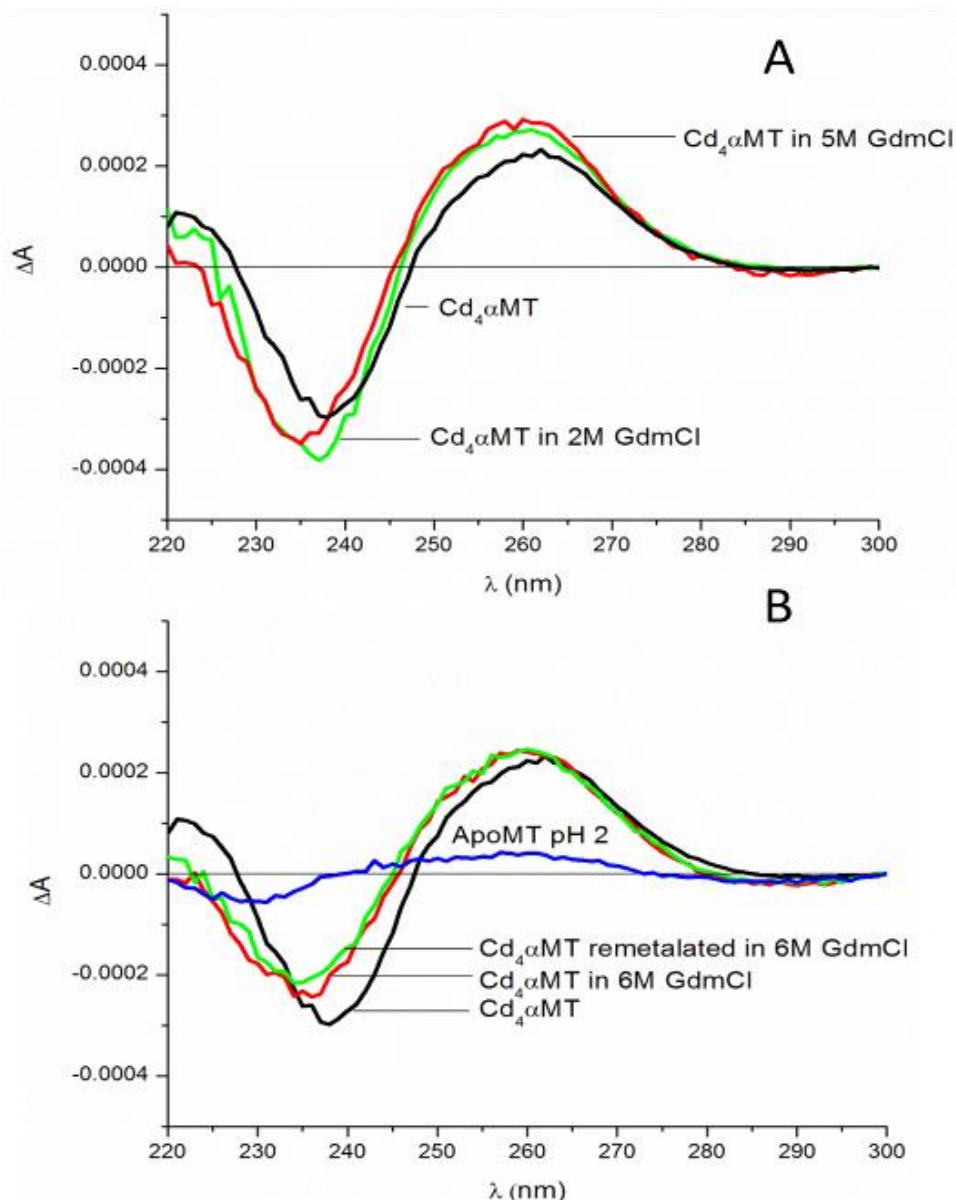 A
0.0004
Cd₄αMT in 5M GdmCl
0.0002
ΔA
0.0000
Cd₄αMT
-0.0002
Cd₄αMT in 2M GdmCl
-0.0004
220 230 240 250 260 270 280 290 300
λ (nm)
B
0.0004
0.0002
ApoMT pH 2
ΔA
0.0000
Cd₄αMT remetalated in 6M GdmCl
-0.0002
Cd₄αMT in 6M GdmCl
Cd₄αMT
-0.0004
220 230 240 250 260 270 280 290 300
λ (nm)